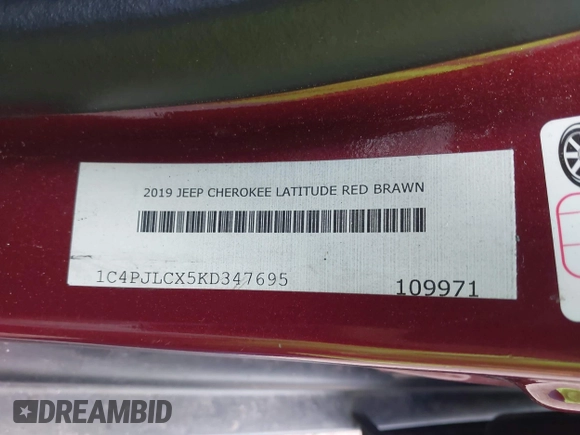 2019 JEEP CHEROKEE LATITUDE RED BRAWN
1C4PJLCX5KD347695
109971
DREAMBID